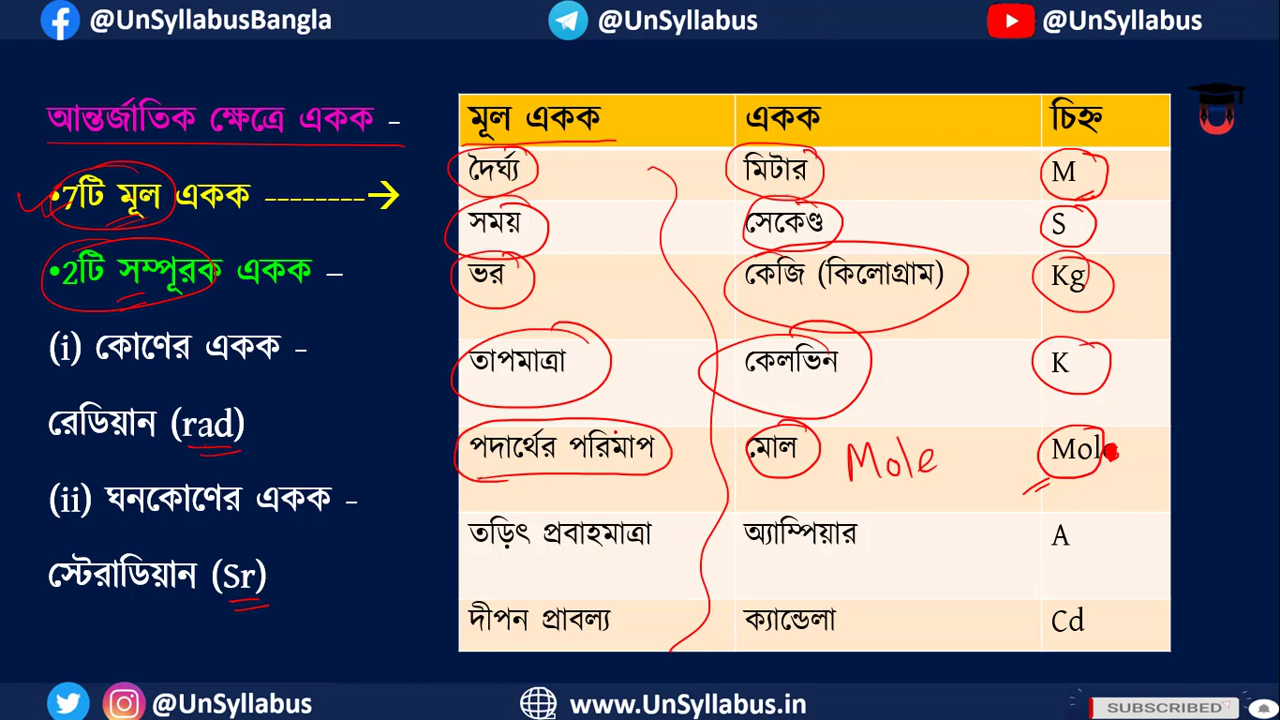 @UnSyllabusBangla @UnSyllabus @UnSyllabus
আন্তর্জাতিক ক্ষেত্রে একক –
•7টি মূল একক --------→
•2টি সম্পূরক একক –
(i) কোণের একক –
রেডিয়ান (rad)
(ii) ঘনকোণের একক –
স্টেরাডিয়ান (Sr)
মূল একক একক চিহ্ন
দৈর্ঘ্য মিটার M
সময় সেকেণ্ড S
ভর কেজি (কিলোগ্রাম) Kg
তাপমাত্রা কেলভিন K
পদার্থের পরিমাপ মোল Mole Mol
তড়িৎ প্রবাহমাত্রা অ্যাম্পিয়ার A
দীপন প্রাবল্য ক্যান্ডেলা Cd
@UnSyllabus www.UnSyllabus.in SUBSCRIBED